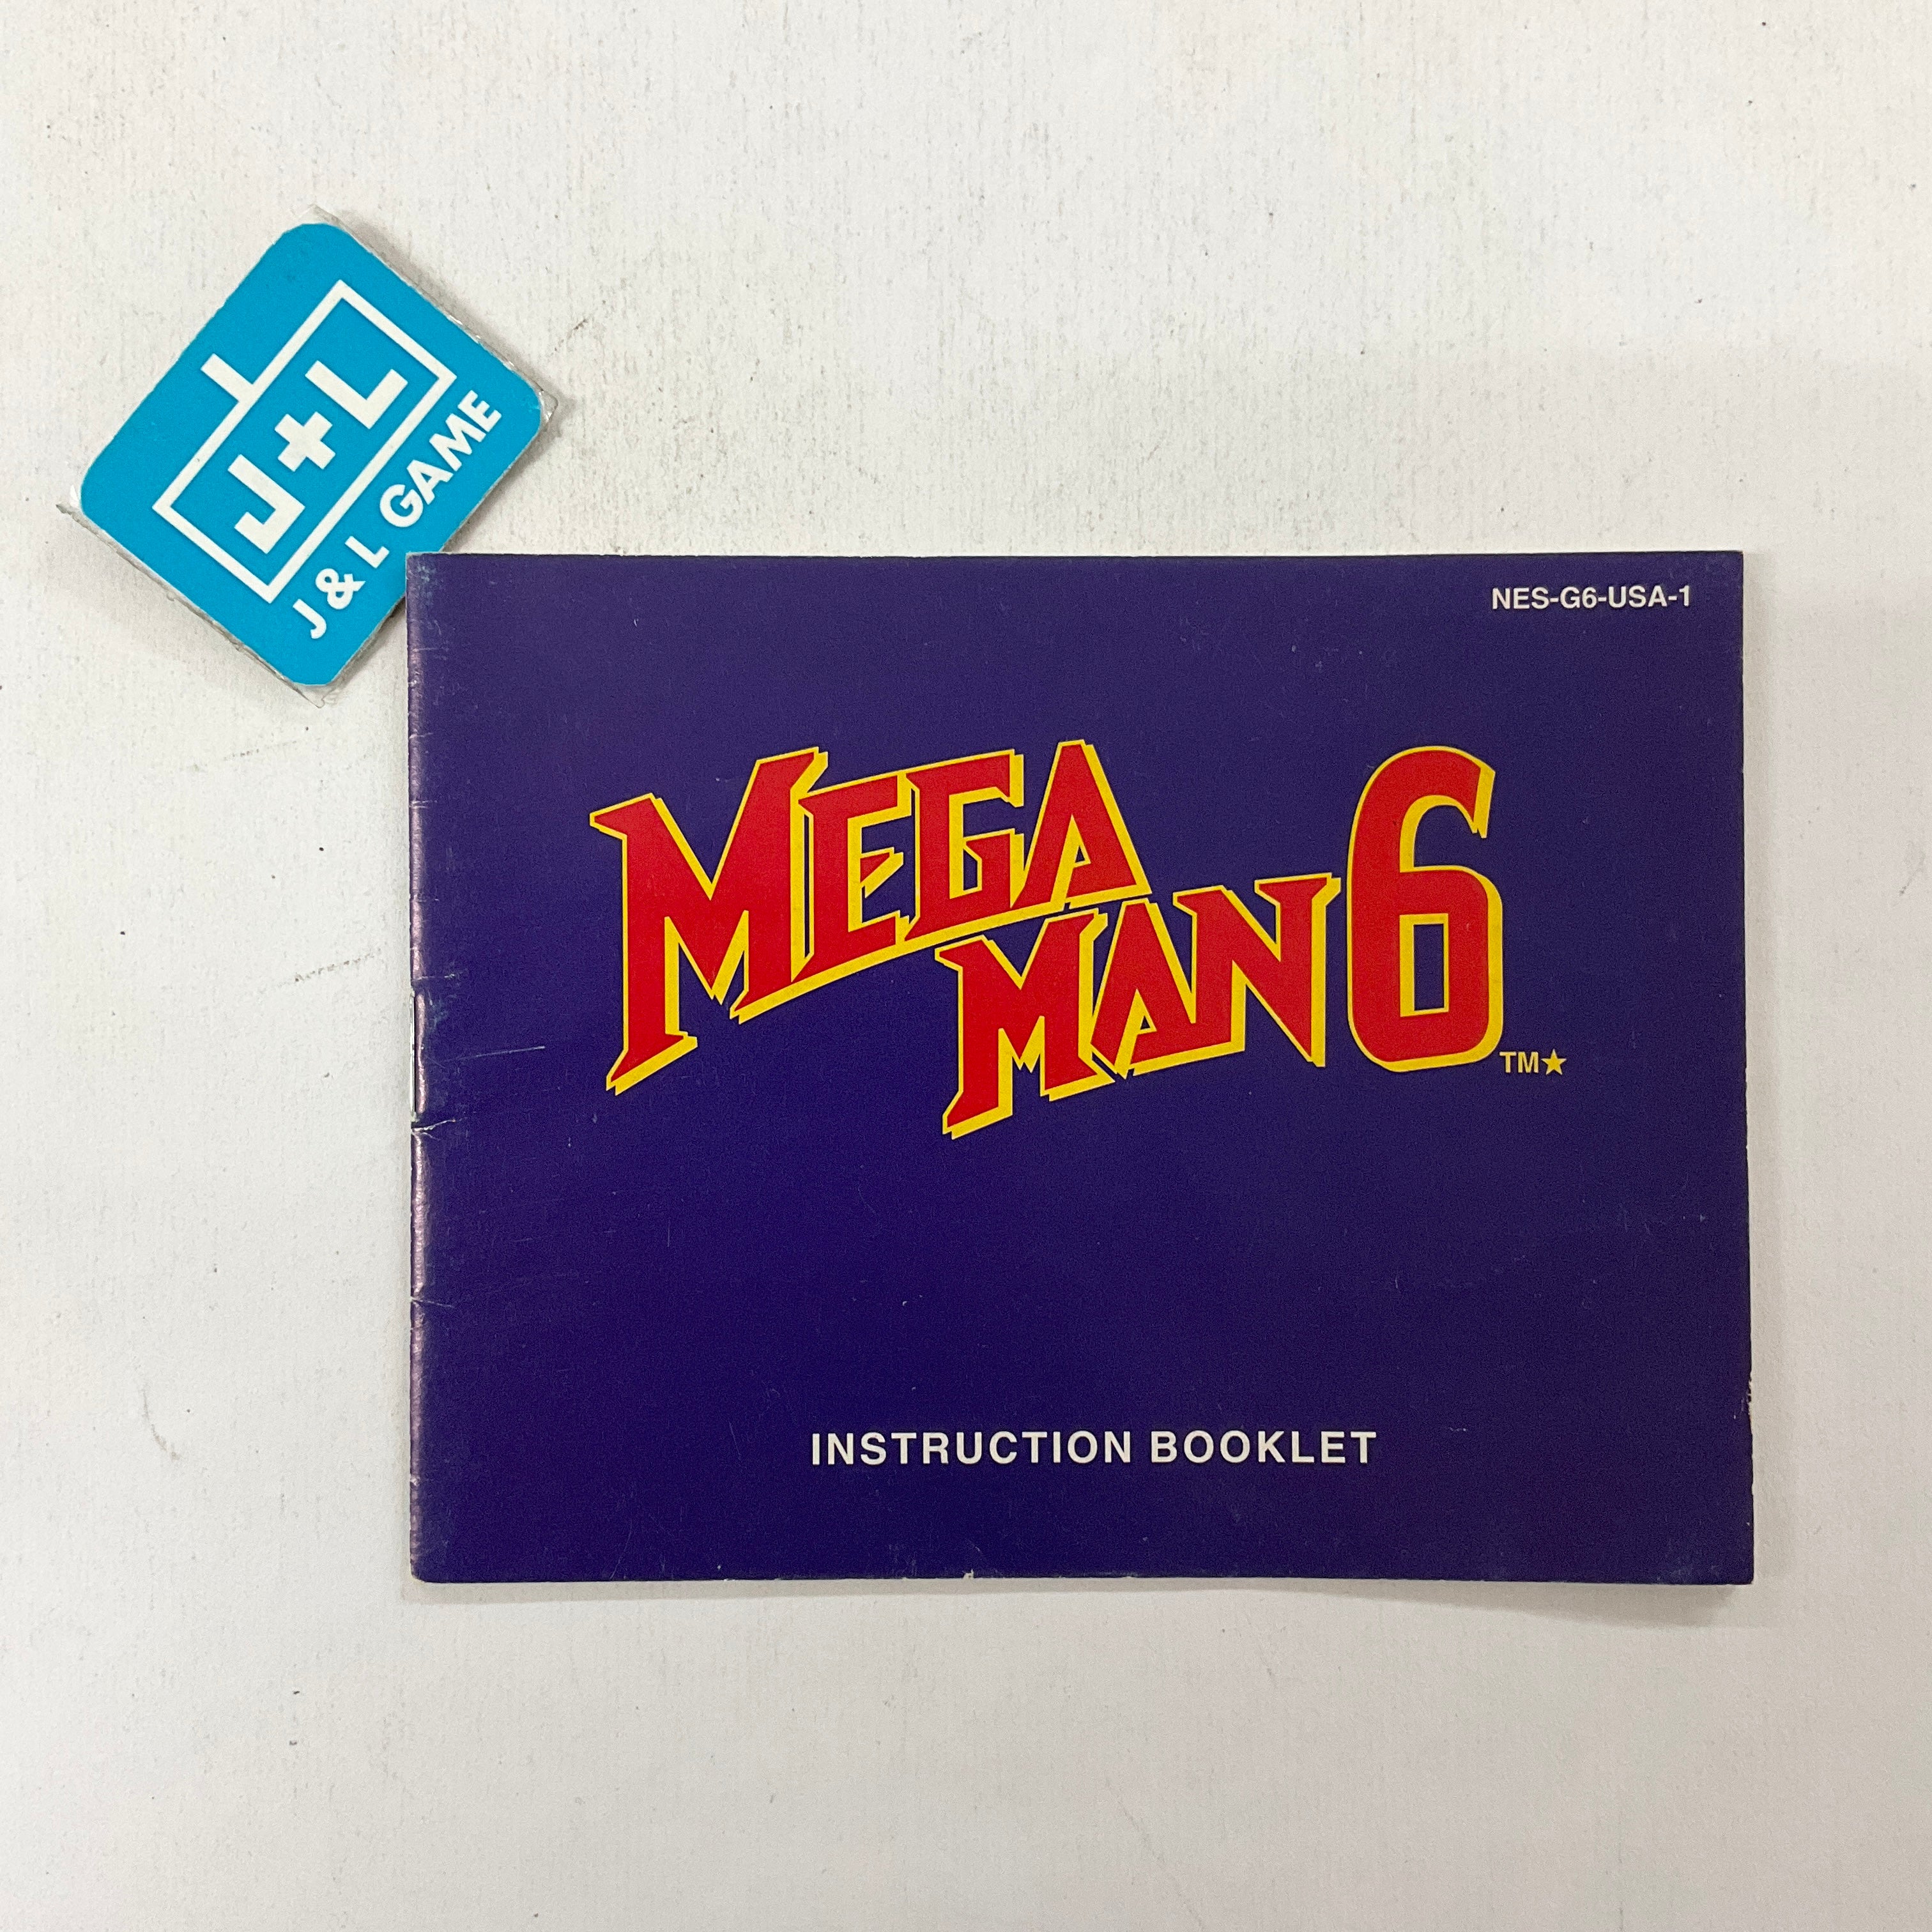 J+L
J & L GAME
NES-G6-USA-1
MEGA
MAN 6
TM★
INSTRUCTION BOOKLET